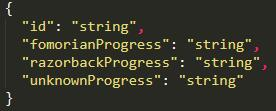 {
"id": "string",
"fomorianProgress": "string",
"razorbackProgress": "string",
"unknownProgress": "string"
}